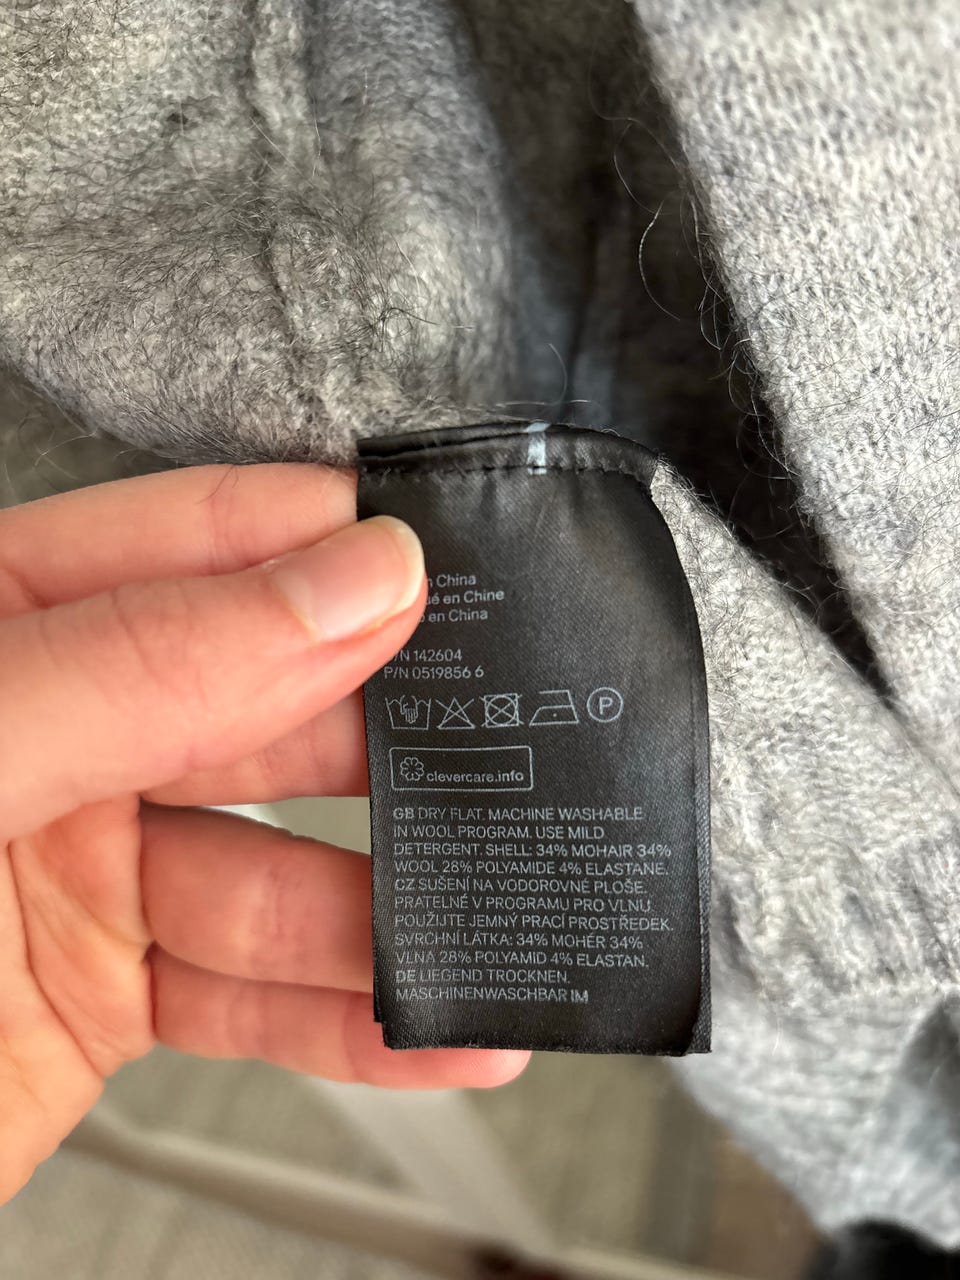 China
en Chine
en China
142604
P/N 0519856 6
P
clevercare.info
GB DRY FLAT. MACHINE WASHABLE
IN WOOL PROGRAM. USE MILD
DETERGENT. SHELL: 34% MOHAIR 34%
WOOL 28% POLYAMIDE 4% ELASTANE.
CZ SUŠENÍ NA VODOROVNÉ PLOŠE.
PRATELNÉ V PROGRAMU PRO VLNU.
POUŽIJTE JEMNÝ PRACÍ PROSTŘEDEK.
SVRCHNÍ LÁTKA: 34% MOHÉR 34%
VLNA 28% POLYAMID 4% ELASTAN.
DE LIEGEND TROCKNEN.
MASCHINENWASCHBAR IM